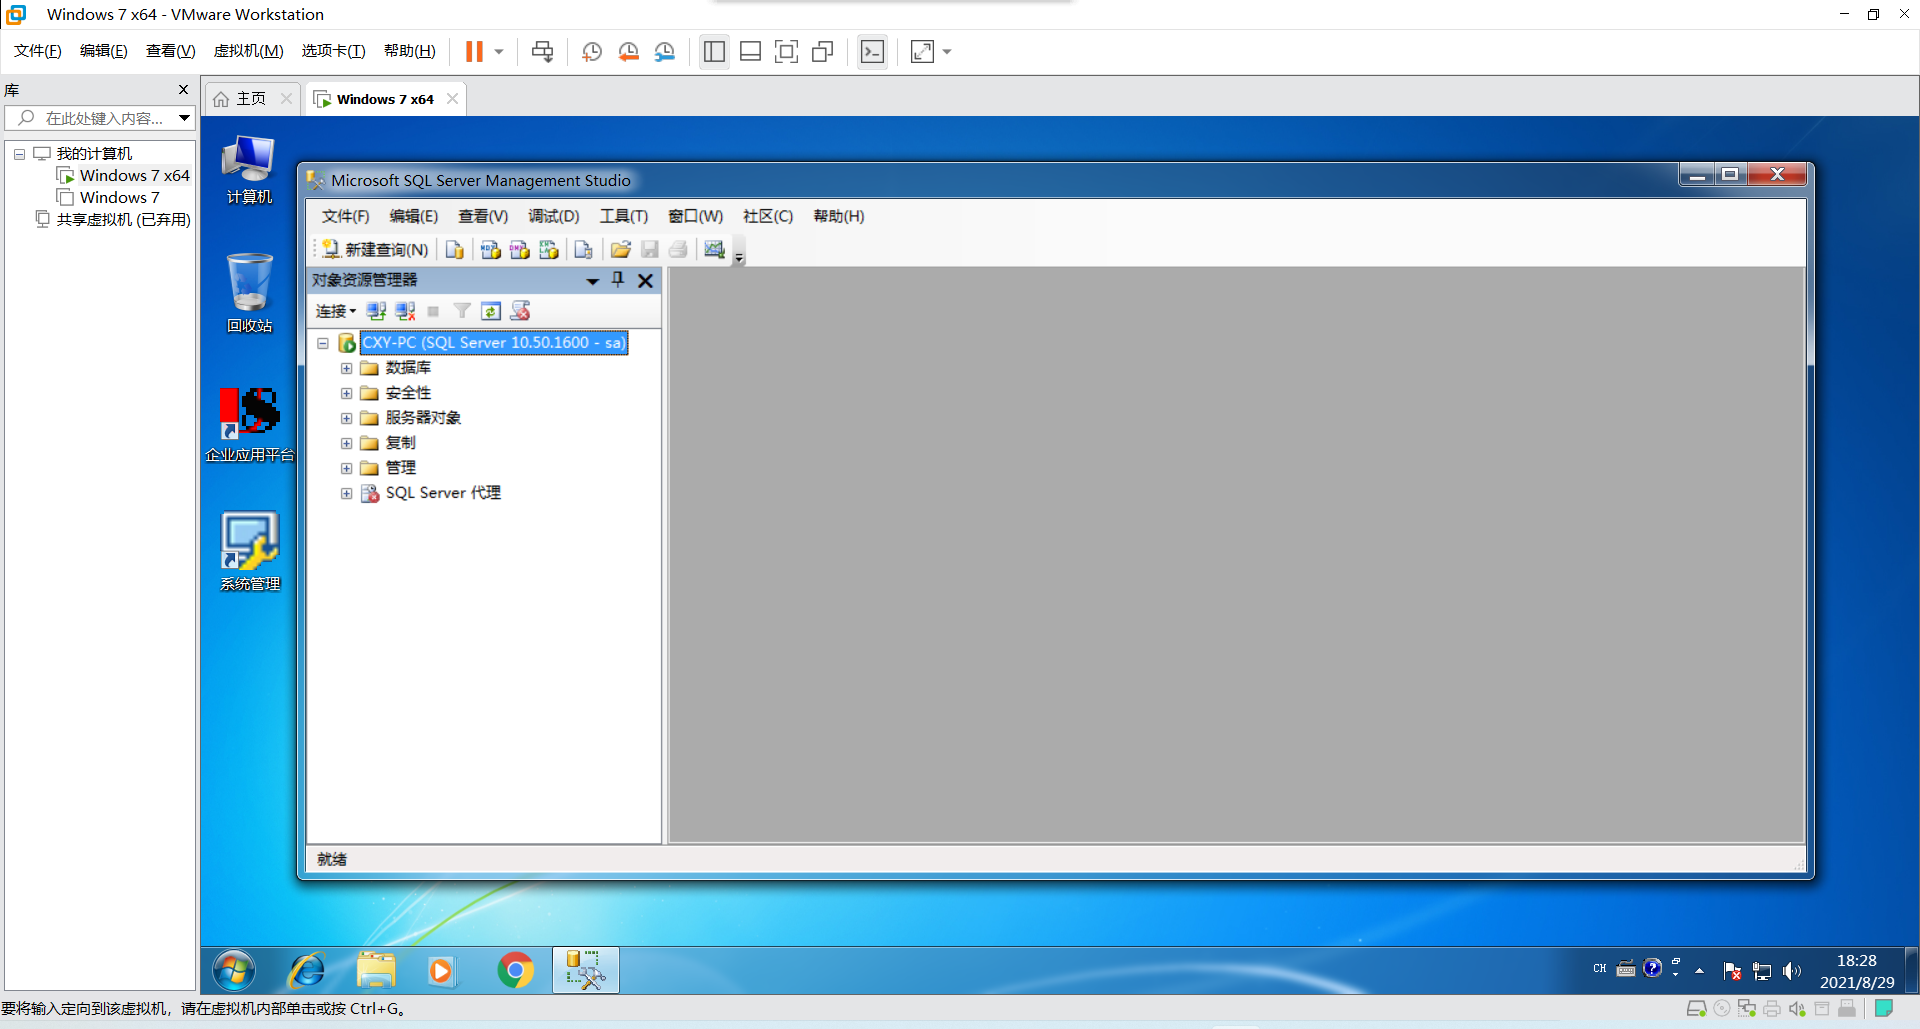 Windows 7 x64 - VMware Workstation
文件(F) 编辑(E) 查看(V) 虚拟机(M) 选项卡(T) 帮助(H)
库
在此处键入内容...
我的计算机
Windows 7 x64
Windows 7
共享虚拟机 (已弃用)
主页
Windows 7 x64
计算机
回收站
企业应用平台
系统管理
Microsoft SQL Server Management Studio
文件(F) 编辑(E) 查看(V) 调试(D) 工具(T) 窗口(W) 社区(C) 帮助(H)
新建查询(N)
对象资源管理器
连接
CXY-PC (SQL Server 10.50.1600 - sa)
数据库
安全性
服务器对象
复制
管理
SQL Server 代理
就绪
CH
18:28
2021/8/29
要将输入定向到该虚拟机，请在虚拟机内部单击或按 Ctrl+G。